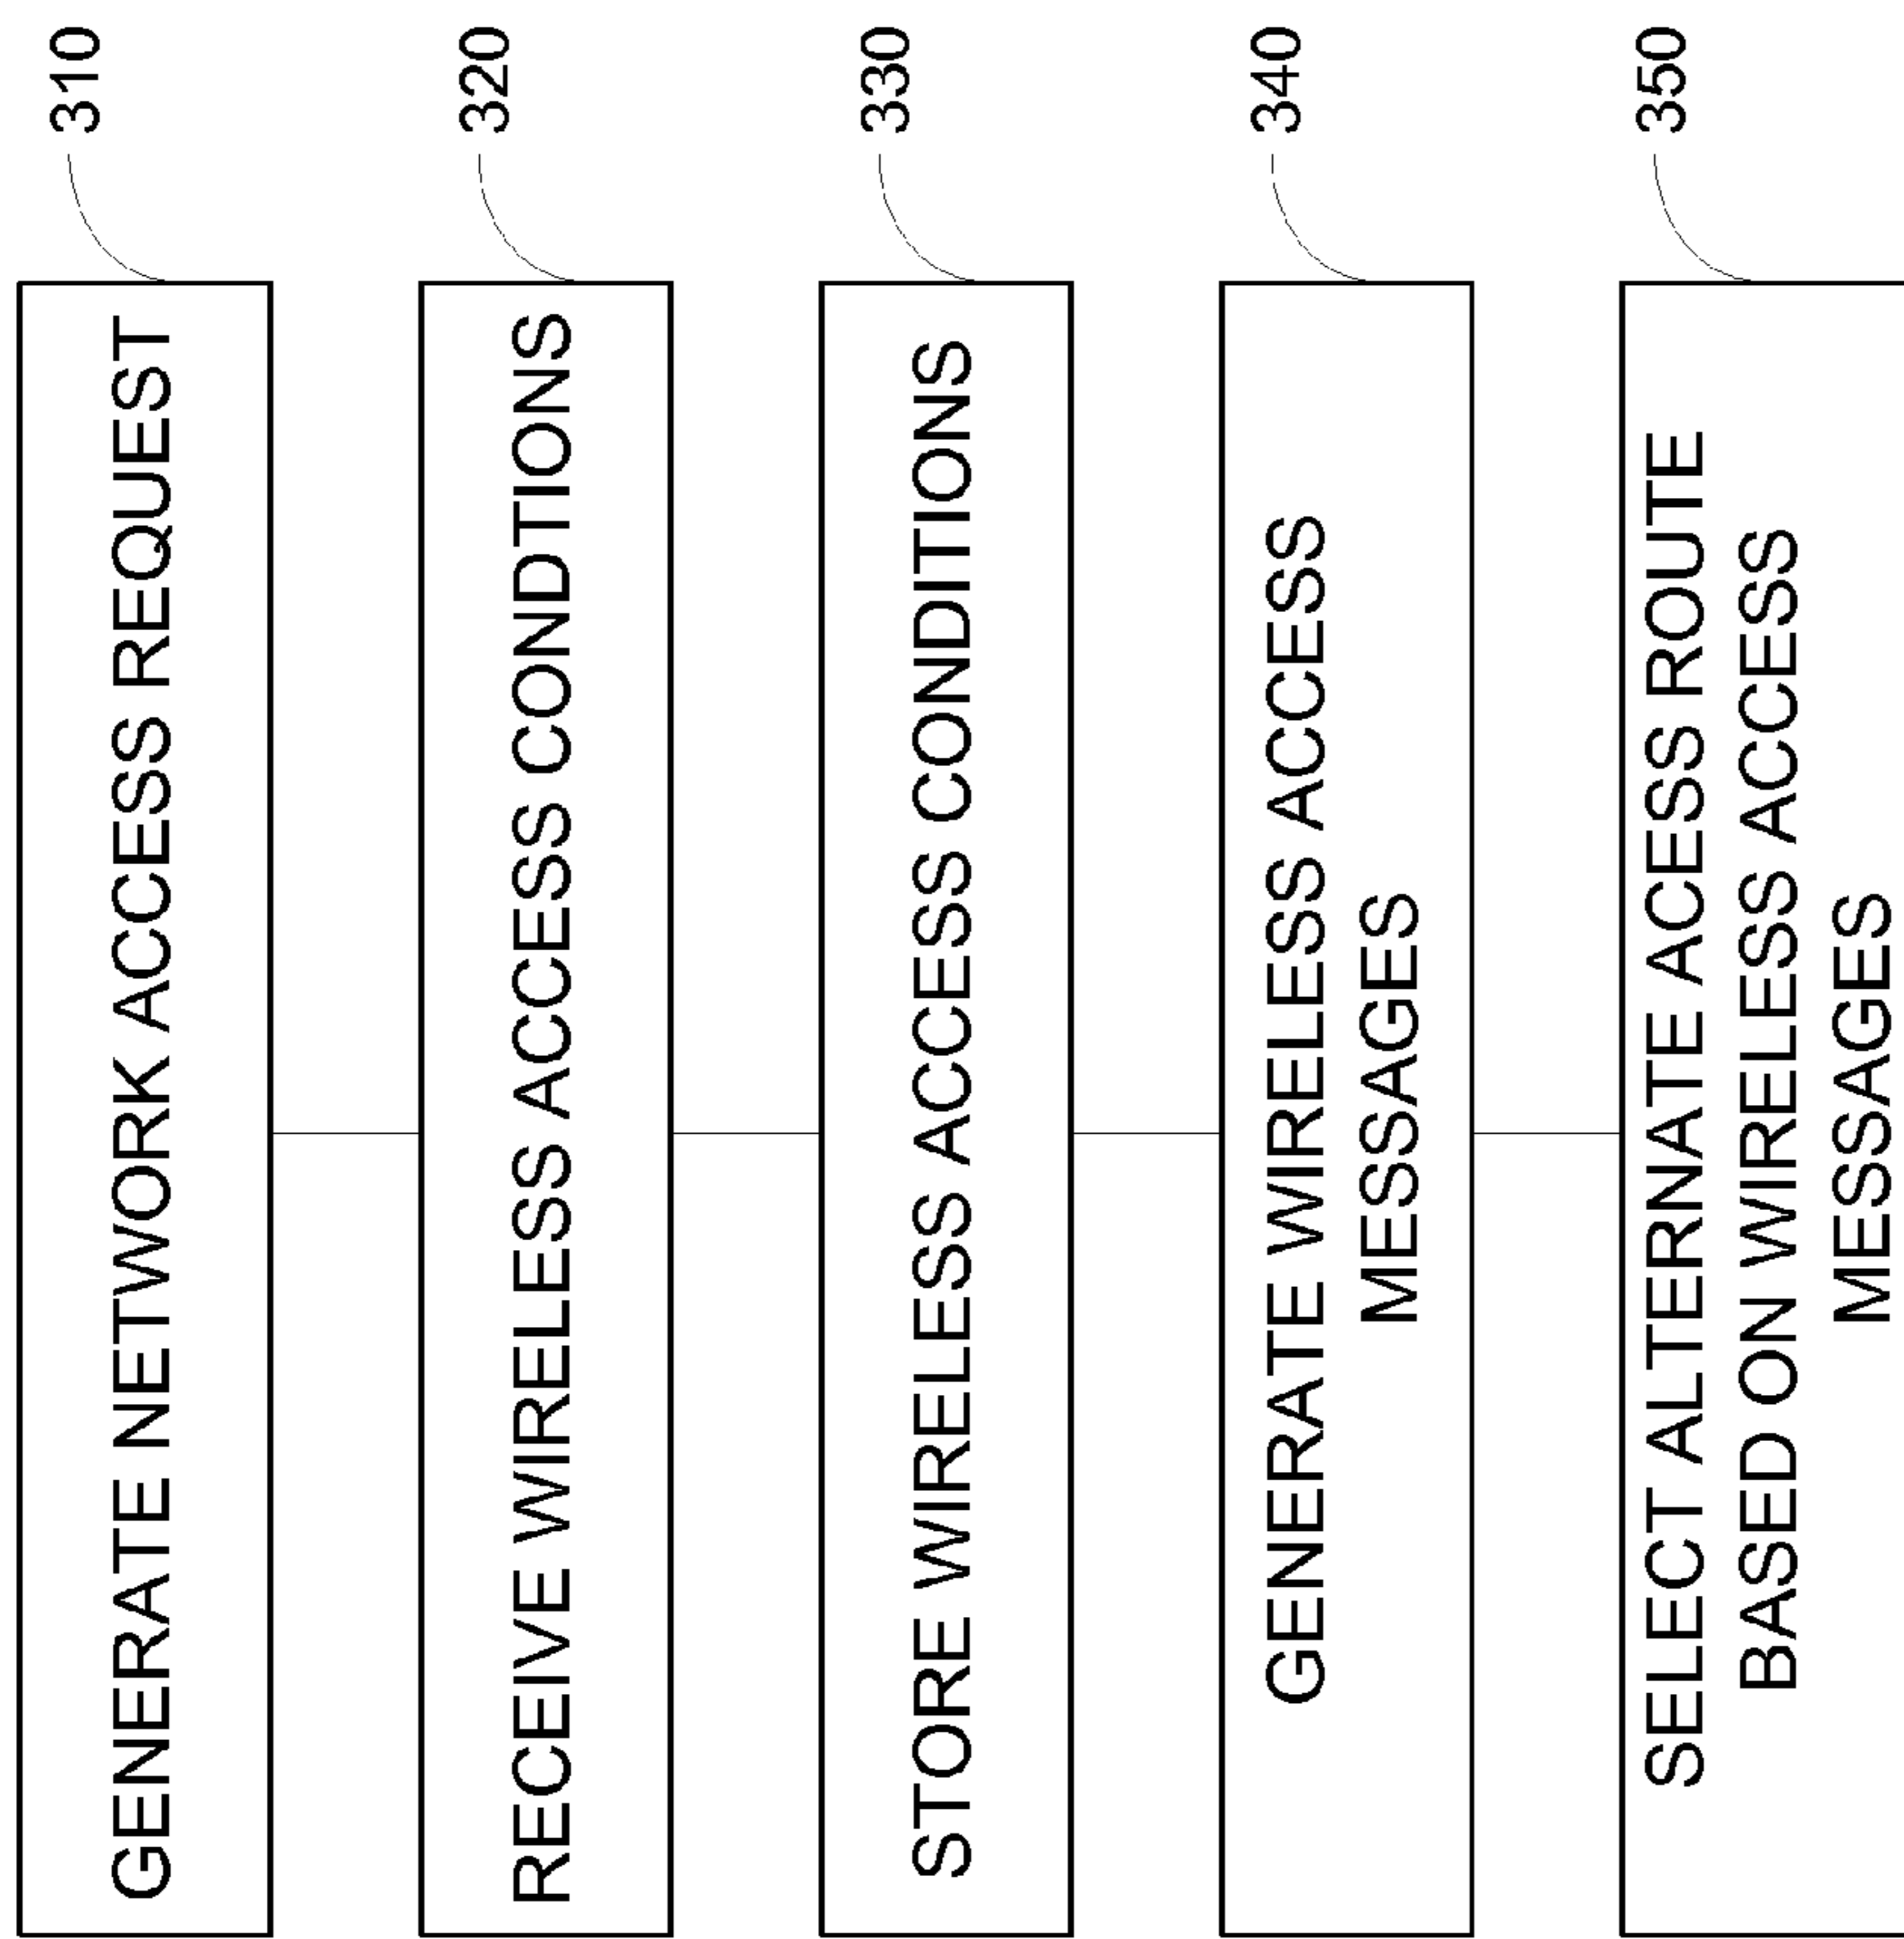 GENERATE NETWORK ACCESS REQUEST
310
RECEIVE WIRELESS ACCESS CONDTIONS
320
STORE WIRELESS ACCESS CONDITIONS
330
GENERATE WIRELESS ACCESS
MESSAGES
340
SELECT ALTERNATE ACCESS ROUTE
BASED ON WIRELESS ACCESS
MESSAGES
350